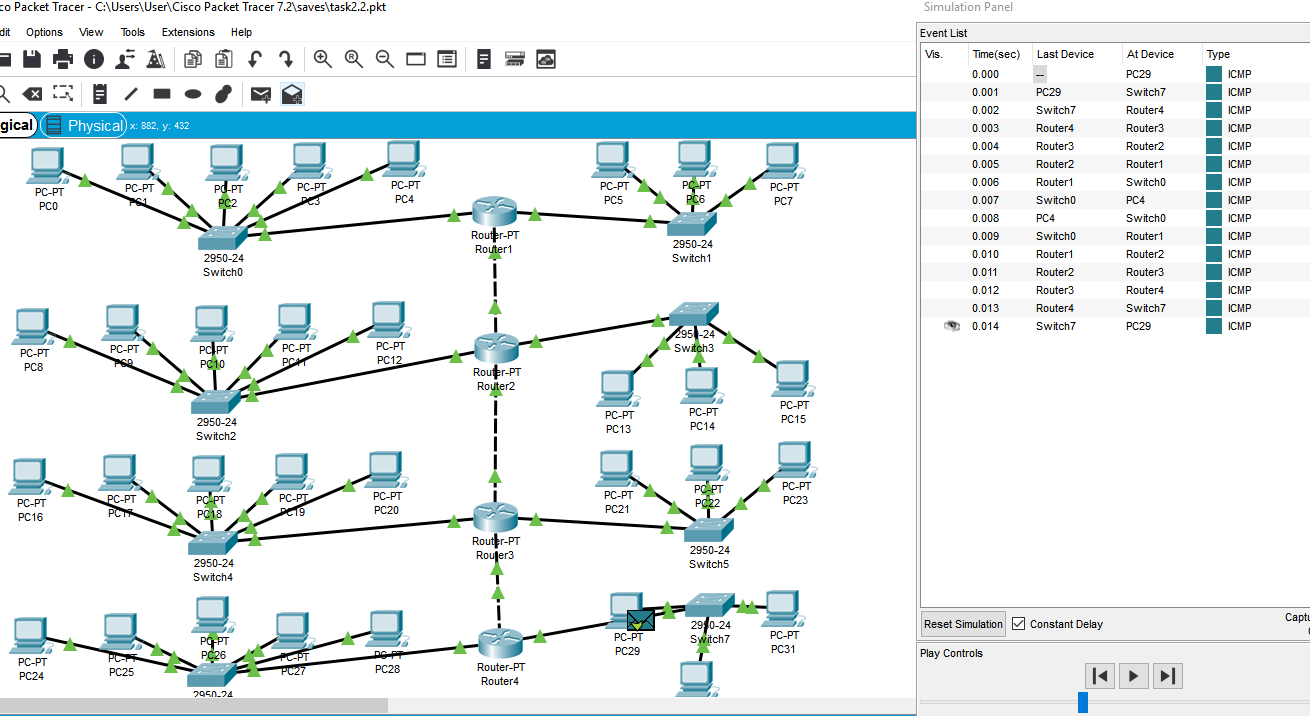 co Packet Tracer - C:\Users\User\Cisco Packet Tracer 7.2\saves\task2.2.pkt
dit Options View Tools Extensions Help
gical Physical x: 882, y: 432
PC-PT
PC0
PC-PT
PC1
PC-PT
PC2
PC-PT
PC3
PC-PT
PC4
2950-24
Switch0
Router-PT
Router1
PC-PT
PC5
PC-PT
PC6
PC-PT
PC7
2950-24
Switch1
PC-PT
PC8
PC-PT
PC9
PC-PT
PC10
PC-PT
PC11
PC-PT
PC12
2950-24
Switch2
Router-PT
Router2
2950-24
Switch3
PC-PT
PC13
PC-PT
PC14
PC-PT
PC15
PC-PT
PC16
PC-PT
PC17
PC-PT
PC18
PC-PT
PC19
PC-PT
PC20
2950-24
Switch4
Router-PT
Router3
PC-PT
PC21
PC-PT
PC22
PC-PT
PC23
2950-24
Switch5
PC-PT
PC24
PC-PT
PC25
PC-PT
PC26
PC-PT
PC27
PC-PT
PC28
2950-24
Router-PT
Router4
PC-PT
PC29
2950-24
Switch7
PC-PT
PC31
Simulation Panel
Event List
Vis. Time(sec) Last Device At Device Type
0.000 -- PC29 ICMP
0.001 PC29 Switch7 ICMP
0.002 Switch7 Router4 ICMP
0.003 Router4 Router3 ICMP
0.004 Router3 Router2 ICMP
0.005 Router2 Router1 ICMP
0.006 Router1 Switch0 ICMP
0.007 Switch0 PC4 ICMP
0.008 PC4 Switch0 ICMP
0.009 Switch0 Router1 ICMP
0.010 Router1 Router2 ICMP
0.011 Router2 Router3 ICMP
0.012 Router3 Router4 ICMP
0.013 Router4 Switch7 ICMP
0.014 Switch7 PC29 ICMP
Reset Simulation Constant Delay Captu
Play Controls